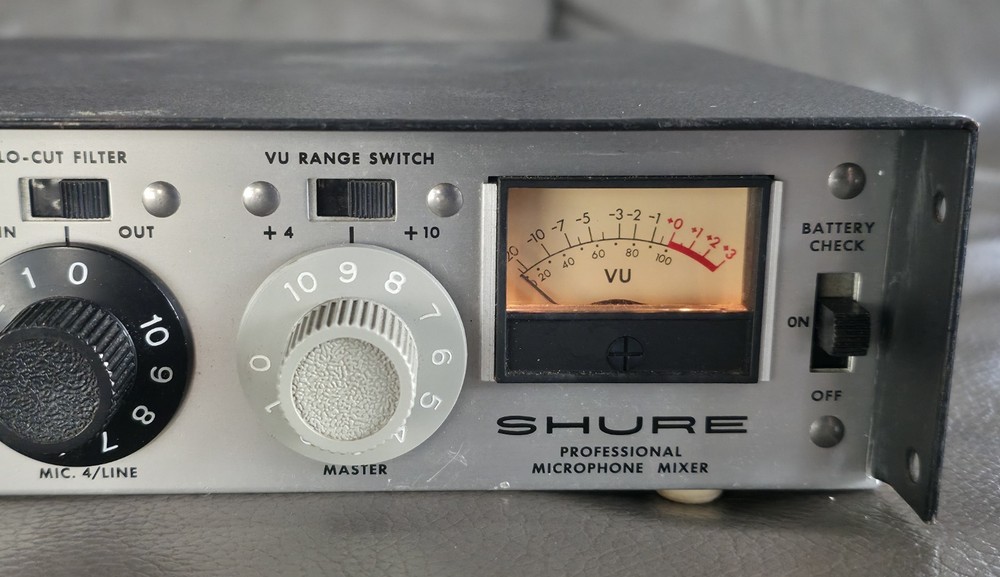 LO-CUT FILTER
IN OUT
1 0 10 9 8 7
MIC. 4/LINE
VU RANGE SWITCH
+4 +10
10 9 8 7 6 5 4
0 1
MASTER
20 -10 -7 -5 -3 -2 -1 +0 +1 +2 +3
20 40 60 80 100
VU
SHURE
PROFESSIONAL
MICROPHONE MIXER
BATTERY
CHECK
ON
OFF